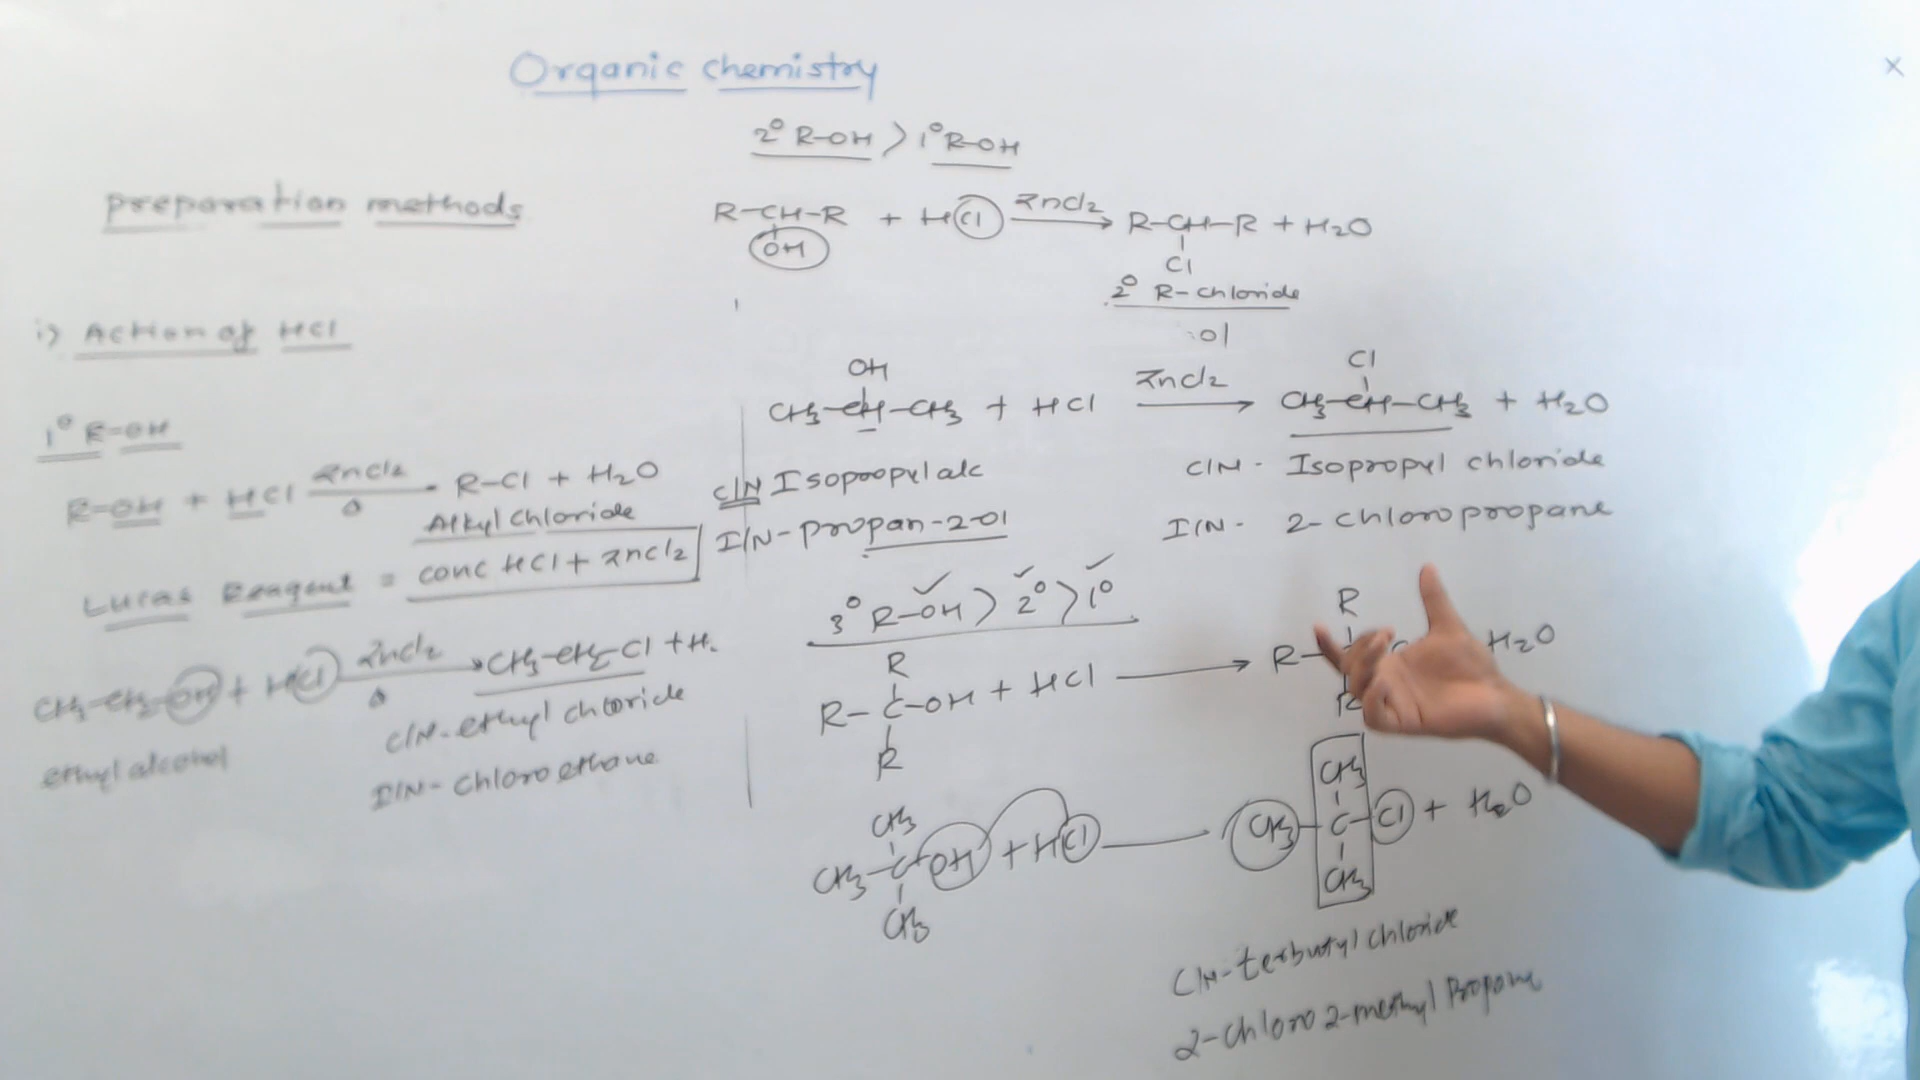 Organic chemistry
preparation methods
i) Action of HCl
1° R-OH
R-OH + HCl ZnCl2 Δ R-Cl + H2O
Alkyl chloride
Lucas Reagent = conc HCl + ZnCl2
CH3-CH2-OH + HCl ZnCl2 Δ → CH3-CH2-Cl + H.
ethyl alcohol
C/N-ethyl chloride
I/N-chloroethane
2° R-OH > 1° R-OH
R-CH-R + HCl ZnCl2 → R-CH-R + H2O
OH
Cl
2° R-chloride
ol
OH
Cl
CH3-CH-CH3 + HCl ZnCl2 → CH3-CH-CH3 + H2O
C/N Isopropyl alc
I/N-propan-2-ol
C/N- Isopropyl chloride
I/N- 2-chloropropane
3° R-OH > 2° > 1°
R
R
R-C-OH + HCl → R- H2O
R
R
CH3
CH3
CH3-C-OH + HCl CH3-C-Cl + H2O
CH3
CH3
C/N-terbutyl chloride
2-chloro 2-methyl Propane